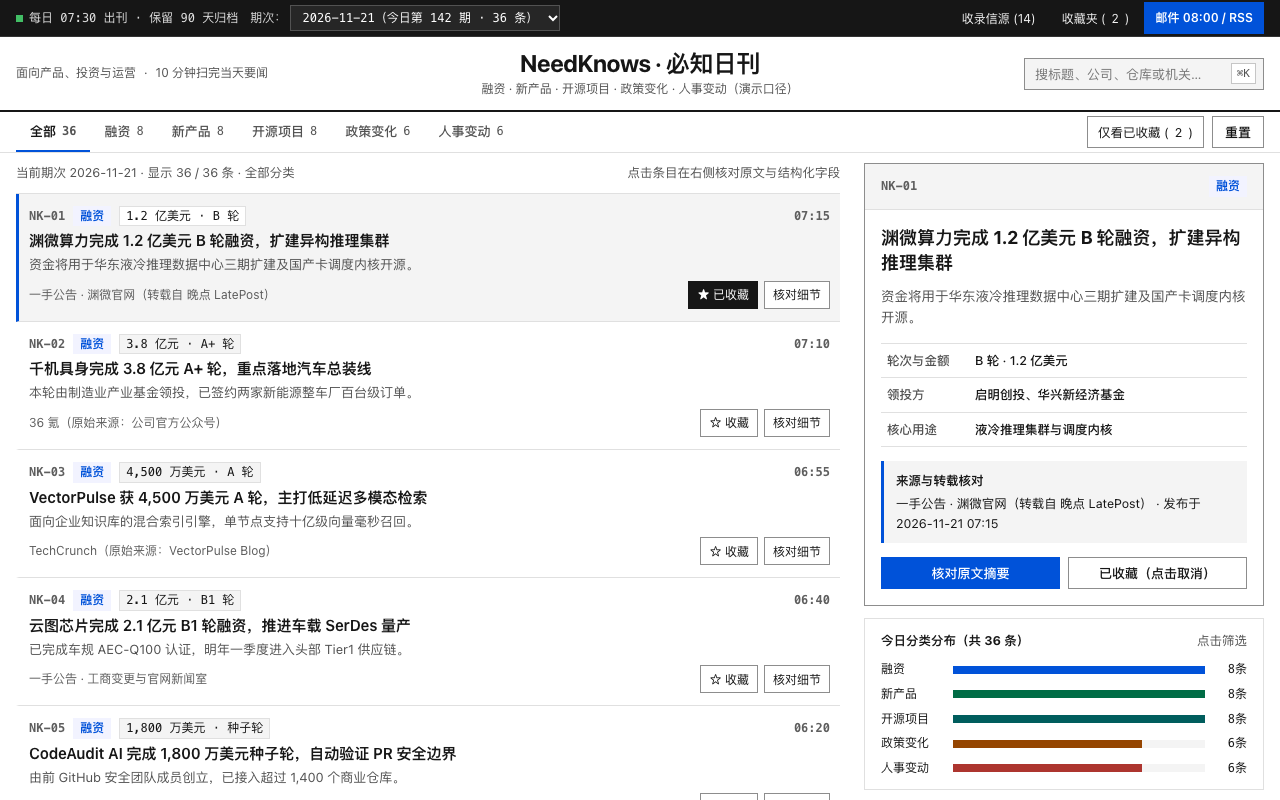 每日 07:30 出刊 · 保留 90 天归档 期次: 2026-11-21 (今日第 142 期 · 36 条) 收录信源 (14) 收藏夹 ( 2 ) 邮件 08:00 / RSS
面向产品、投资与运营 · 10 分钟扫完当天要闻
NeedKnows · 必知日刊
融资 · 新产品 · 开源项目 · 政策变化 · 人事变动（演示口径）
搜标题、公司、仓库或机关... ⌘K
全部 36 融资 8 新产品 8 开源项目 8 政策变化 6 人事变动 6 仅看已收藏 ( 2 ) 重置
当前期次 2026-11-21 · 显示 36 / 36 条 · 全部分类 点击条目在右侧核对原文与结构化字段
NK-01 融资 1.2 亿美元 · B 轮 07:15
渊微算力完成 1.2 亿美元 B 轮融资，扩建异构推理集群
资金将用于华东液冷推理数据中心三期扩建及国产卡调度内核开源。
一手公告 · 渊微官网（转载自 晚点 LatePost） ★ 已收藏 核对细节
NK-02 融资 3.8 亿元 · A+ 轮 07:10
千机具身完成 3.8 亿元 A+ 轮，重点落地汽车总装线
本轮由制造业产业基金领投，已签约两家新能源整车厂百台级订单。
36 氪（原始来源：公司官方公众号） ☆ 收藏 核对细节
NK-03 融资 4,500 万美元 · A 轮 06:55
VectorPulse 获 4,500 万美元 A 轮，主打低延迟多模态检索
面向企业知识库的混合索引引擎，单节点支持十亿级向量毫秒召回。
TechCrunch（原始来源：VectorPulse Blog） ☆ 收藏 核对细节
NK-04 融资 2.1 亿元 · B1 轮 06:40
云图芯片完成 2.1 亿元 B1 轮融资，推进车载 SerDes 量产
已完成车规 AEC-Q100 认证，明年一季度进入头部 Tier1 供应链。
一手公告 · 工商变更与官网新闻室 ☆ 收藏 核对细节
NK-05 融资 1,800 万美元 · 种子轮 06:20
CodeAudit AI 完成 1,800 万美元种子轮，自动验证 PR 安全边界
由前 GitHub 安全团队成员创立，已接入超过 1,400 个商业仓库。
NK-01 融资
渊微算力完成 1.2 亿美元 B 轮融资，扩建异构
推理集群
资金将用于华东液冷推理数据中心三期扩建及国产卡调度内核
开源。
轮次与金额 B 轮 · 1.2 亿美元
领投方 启明创投、华兴新经济基金
核心用途 液冷推理集群与调度内核
来源与转载核对
一手公告 · 渊微官网（转载自 晚点 LatePost） · 发布于
2026-11-21 07:15
核对原文摘要 已收藏（点击取消）
今日分类分布（共 36 条） 点击筛选
融资 8条
新产品 8条
开源项目 8条
政策变化 6条
人事变动 6条